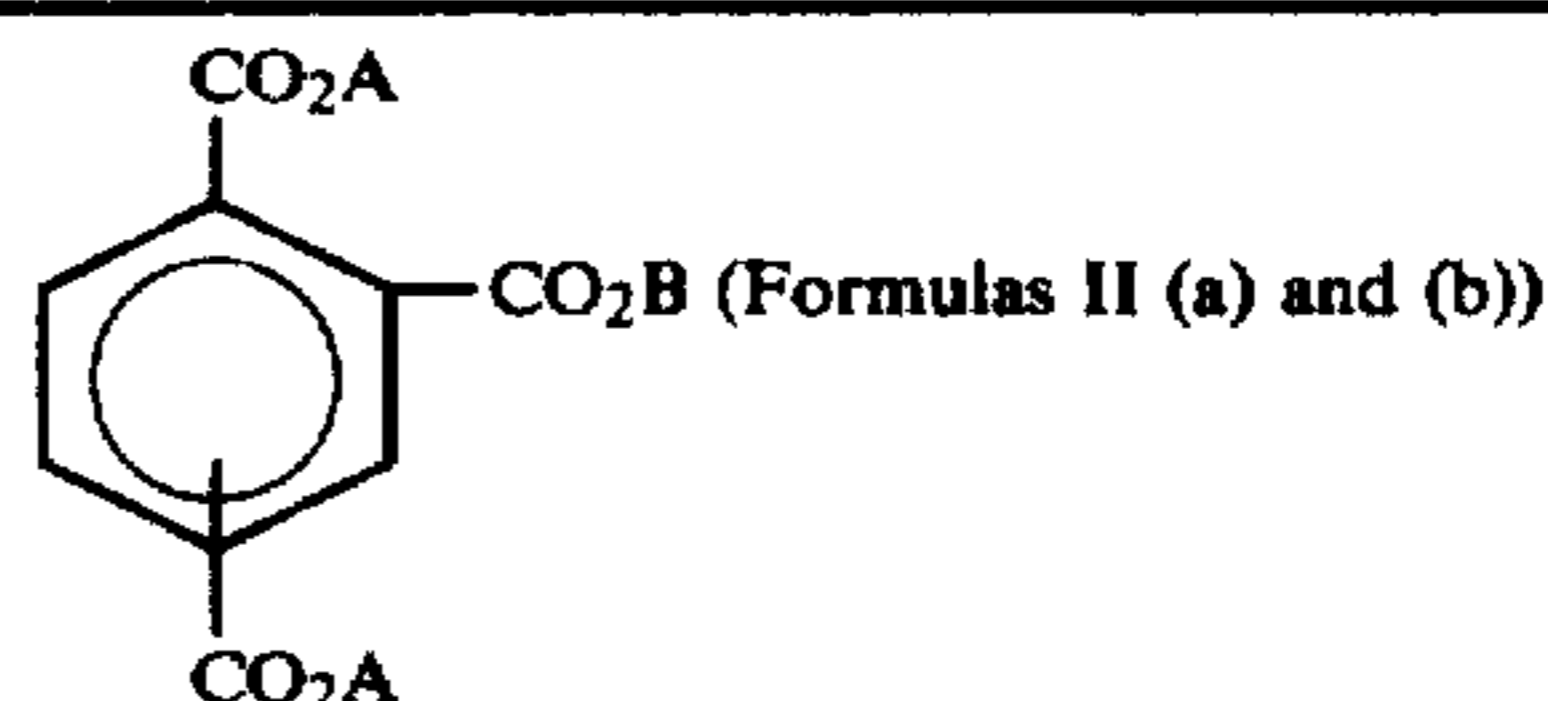 CO₂A
CO₂B (Formulas II (a) and (b))
CO₂A